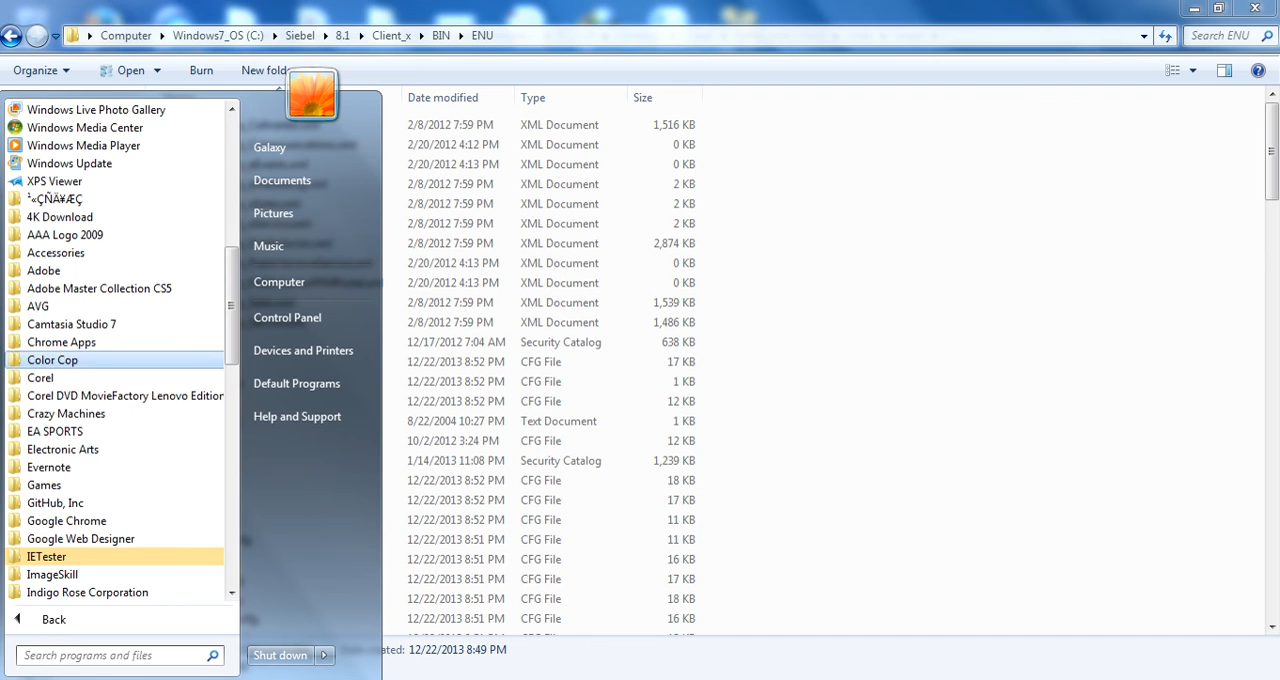 Computer Windows7_OS (C:) Siebel 8.1 Client_x BIN ENU
Search ENU
Organize Open Burn New fold
Date modified Type Size
2/8/2012 7:59 PM XML Document 1,516 KB
2/20/2012 4:12 PM XML Document 0 KB
2/20/2012 4:13 PM XML Document 0 KB
2/8/2012 7:59 PM XML Document 2 KB
2/8/2012 7:59 PM XML Document 2 KB
2/8/2012 7:59 PM XML Document 2 KB
2/8/2012 7:59 PM XML Document 2,874 KB
2/20/2012 4:13 PM XML Document 0 KB
2/20/2012 4:13 PM XML Document 0 KB
2/8/2012 7:59 PM XML Document 1,539 KB
2/8/2012 7:59 PM XML Document 1,486 KB
12/17/2012 7:04 AM Security Catalog 638 KB
12/22/2013 8:52 PM CFG File 17 KB
12/22/2013 8:52 PM CFG File 1 KB
12/22/2013 8:52 PM CFG File 12 KB
8/22/2004 10:27 PM Text Document 1 KB
10/2/2012 3:24 PM CFG File 12 KB
1/14/2013 11:08 PM Security Catalog 1,239 KB
12/22/2013 8:52 PM CFG File 18 KB
12/22/2013 8:52 PM CFG File 17 KB
12/22/2013 8:52 PM CFG File 11 KB
12/22/2013 8:51 PM CFG File 11 KB
12/22/2013 8:51 PM CFG File 16 KB
12/22/2013 8:51 PM CFG File 17 KB
12/22/2013 8:51 PM CFG File 18 KB
12/22/2013 8:51 PM CFG File 16 KB
Windows Live Photo Gallery
Windows Media Center
Windows Media Player
Windows Update
XPS Viewer
¹«ÇÑÄ¥ÆÇ
4K Download
AAA Logo 2009
Accessories
Adobe
Adobe Master Collection CS5
AVG
Camtasia Studio 7
Chrome Apps
Color Cop
Corel
Corel DVD MovieFactory Lenovo Edition
Crazy Machines
EA SPORTS
Electronic Arts
Evernote
Games
GitHub, Inc
Google Chrome
Google Web Designer
IETester
ImageSkill
Indigo Rose Corporation
Back
Search programs and files
Galaxy
Documents
Pictures
Music
Computer
Control Panel
Devices and Printers
Default Programs
Help and Support
Shut down
ated: 12/22/2013 8:49 PM